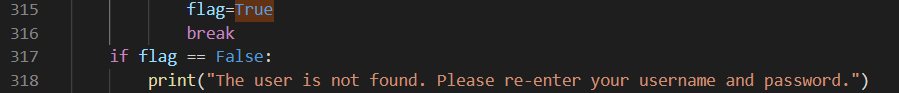 315 flag=True
316 break
317 if flag == False:
318 print("The user is not found. Please re-enter your username and password.")